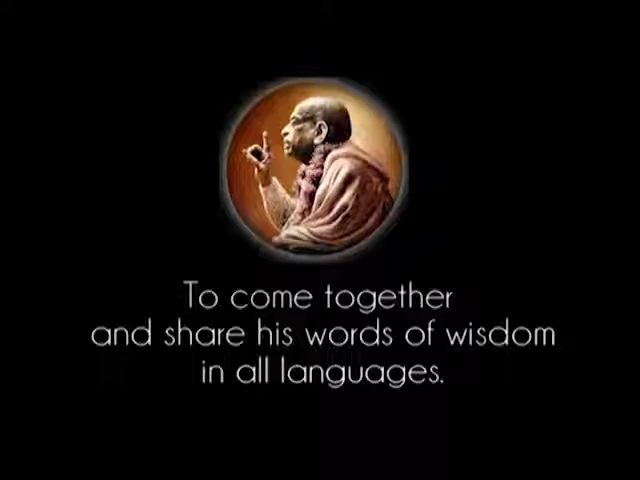 To come together
and share his words of wisdom
in all languages.